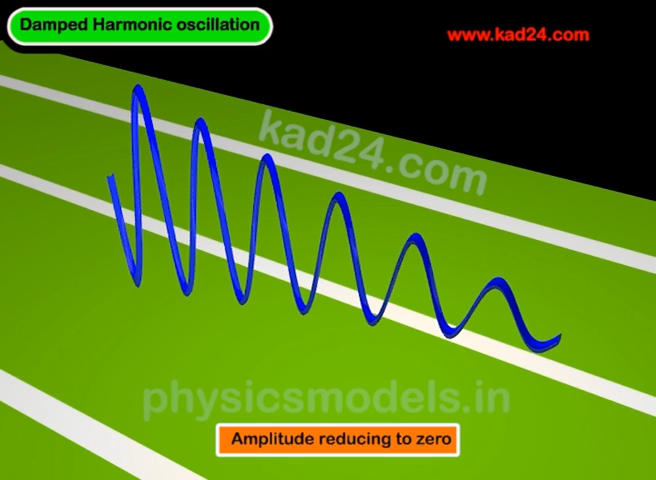 Damped Harmonic oscillation
www.kad24.com
kad24.com
physicsmodels.in
Amplitude reducing to zero